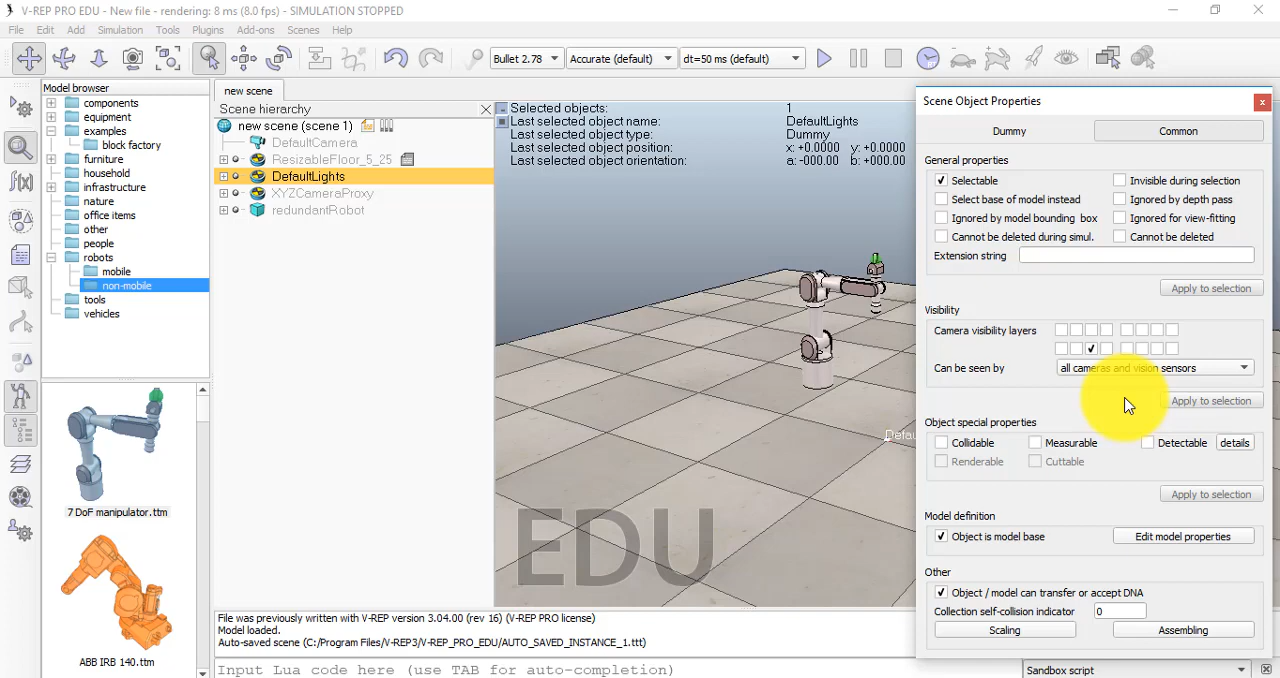 V-REP PRO EDU - New file - rendering: 8 ms (8.0 fps) - SIMULATION STOPPED
File Edit Simulation Tools Plugins Add-ons Scenes Help
Bullet 2.78 Accurate (default) dt=50 ms (default)
Model browser
components
equipment
examples
block factory
furniture
household
infrastructure
nature
office items
other
people
robots
mobile
non-mobile
tools
vehicles
7 DoF manipulator.ttm
ABB IRB 140.ttm
new scene
Scene hierarchy
new scene (scene 1)
DefaultCamera
ResizableFloor_5_25
DefaultLights
XYZCameraProxy
redundantRobot
Selected objects: 1
Last selected object name: DefaultLights
Last selected object type: Dummy
Last selected object position: x: +0.0000 y: +0.0000
Last selected object orientation: a: -000.00 b: +000.00
EDU
File was previously written with V-REP version 3.04.00 (rev 16) (V-REP PRO license)
Model loaded.
Auto-saved scene (C:/Program Files/V-REP3/V-REP_PRO_EDU/AUTO_SAVED_INSTANCE_1.ttt)
Input Lua code here (use TAB for auto-completion)
Sandbox script
Scene Object Properties
Dummy Common
General properties
Selectable Invisible during selection
Select base of model instead Ignored by depth pass
Ignored by model bounding box Ignored for view-fitting
Cannot be deleted during simul. Cannot be deleted
Extension string
Apply to selection
Visibility
Camera visibility layers
Can be seen by all cameras and vision sensors
Apply to selection
Object special properties
Collidable Measurable Detectable details
Renderable Cuttable
Apply to selection
Model definition
Object is model base Edit model properties
Other
Object / model can transfer or accept DNA
Collection self-collision indicator 0
Scaling Assembling